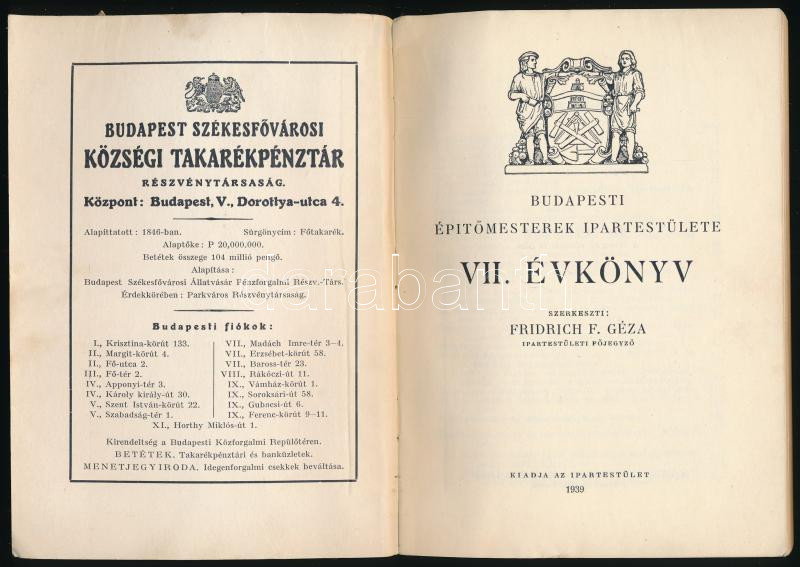 BUDAPEST SZÉKESFŐVÁROSI
KÖZSÉGI TAKARÉKPÉNZTÁR
RÉSZVÉNYTÁRSASÁG.
Központ: Budapest, V., Dorottya-utca 4.
Alapíttatott: 1846-ban. Sürgönycím: Főtakarék.
Alaptőke: P 20,000.000.
Betétek összege 104 millió pengő.
Alapítása:
Budapest Székesfővárosi Állatvásár Pénzforgalmi Részv.-Társ.
Érdekkörében: Parkváros Részvénytársaság.
Budapesti fiókok:
I., Krisztina-körút 133.
II., Margit-körút 4.
II., Fő-utca 2.
III., Fő-tér 2.
IV., Apponyi-tér 3.
IV., Károly király-út 30.
V., Szent István-körút 22.
V., Szabadság-tér 1.
VII., Madách Imre-tér 3-4.
VII., Erzsébet-körút 58.
VII., Baross-tér 23.
VIII., Rákóczi-út 11.
IX., Vámház-körút 1.
IX., Soroksári-út 58.
IX., Gubacsi-út 6.
IX., Ferenc-körút 9-11.
XI., Horthy Miklós-út 1.
Kirendeltség a Budapesti Közforgalmi Repülőtéren.
BETÉTEK. Takarékpénztári és banküzletek.
MENETJEGYIRODA. Idegenforgalmi csekkek beváltása.
BUDAPESTI
ÉPITŐMESTEREK IPARTESTÜLETE
VII. ÉVKÖNYV
SZERKESZTI:
FRIDRICH F. GÉZA
IPARTESTÜLETI FŐJEGYZŐ
KIADJA AZ IPARTESTÜLET
1939
darabanth